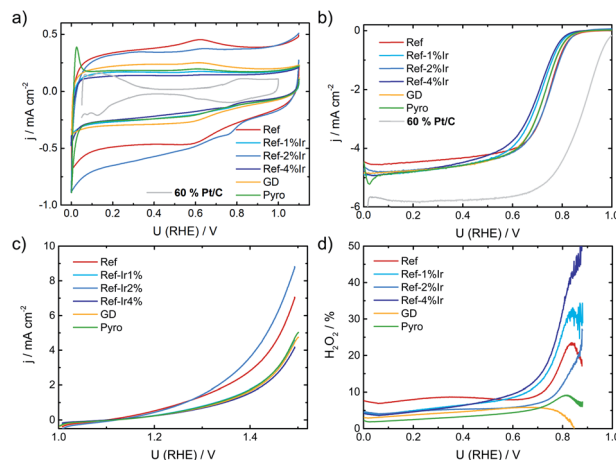 a)
0.5
0.0
-0.5
-1.0
j / mA cm⁻²
Ref
Ref-1%Ir
Ref-2%Ir
Ref-4%Ir
GD
Pyro
60 % Pt/C
0.0 0.2 0.4 0.6 0.8 1.0
U (RHE) / V
b)
0
-2
-4
-6
j / mA cm⁻²
Ref
Ref-1%Ir
Ref-2%Ir
Ref-4%Ir
GD
Pyro
60 % Pt/C
0.0 0.2 0.4 0.6 0.8 1.0
U (RHE) / V
c)
10
8
6
4
2
0
j / mA cm⁻²
Ref
Ref-Ir1%
Ref-Ir2%
Ref-Ir4%
GD
Pyro
1.0 1.2 1.4
U (RHE) / V
d)
50
40
30
20
10
0
H₂O₂ / %
Ref
Ref-1%Ir
Ref-2%Ir
Ref-4%Ir
GD
Pyro
0.0 0.2 0.4 0.6 0.8 1.0
U (RHE) / V